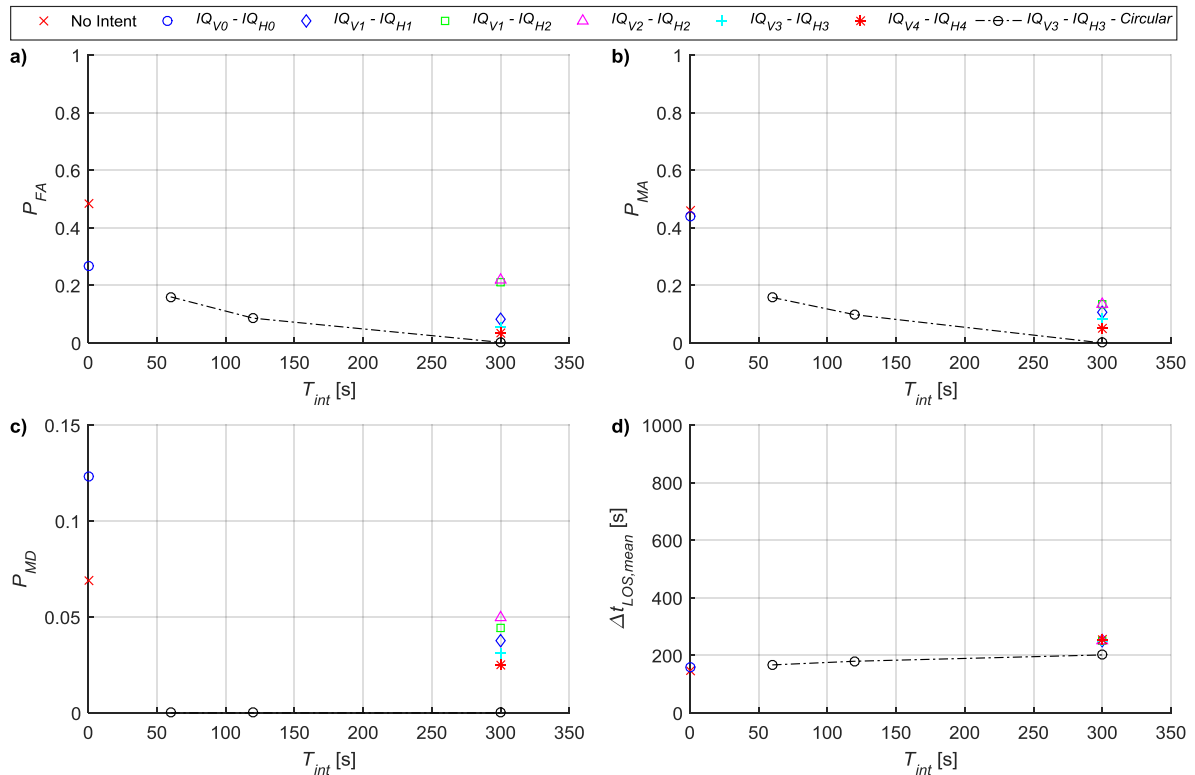 No Intent IQV0 - IQH0 IQV1 - IQH1 IQV1 - IQH2 IQV2 - IQH2 IQV3 - IQH3 IQV4 - IQH4 IQV3 - IQH3 - Circular
a)
1
0.8
0.6
0.4
0.2
0
PFA
0 50 100 150 200 250 300 350
Tint [s]
b)
1
0.8
0.6
0.4
0.2
0
PMA
0 50 100 150 200 250 300 350
Tint [s]
c)
0.15
0.1
0.05
0
PMD
0 50 100 150 200 250 300 350
Tint [s]
d)
1000
800
600
400
200
0
ΔtLOS,mean [s]
0 50 100 150 200 250 300 350
Tint [s]